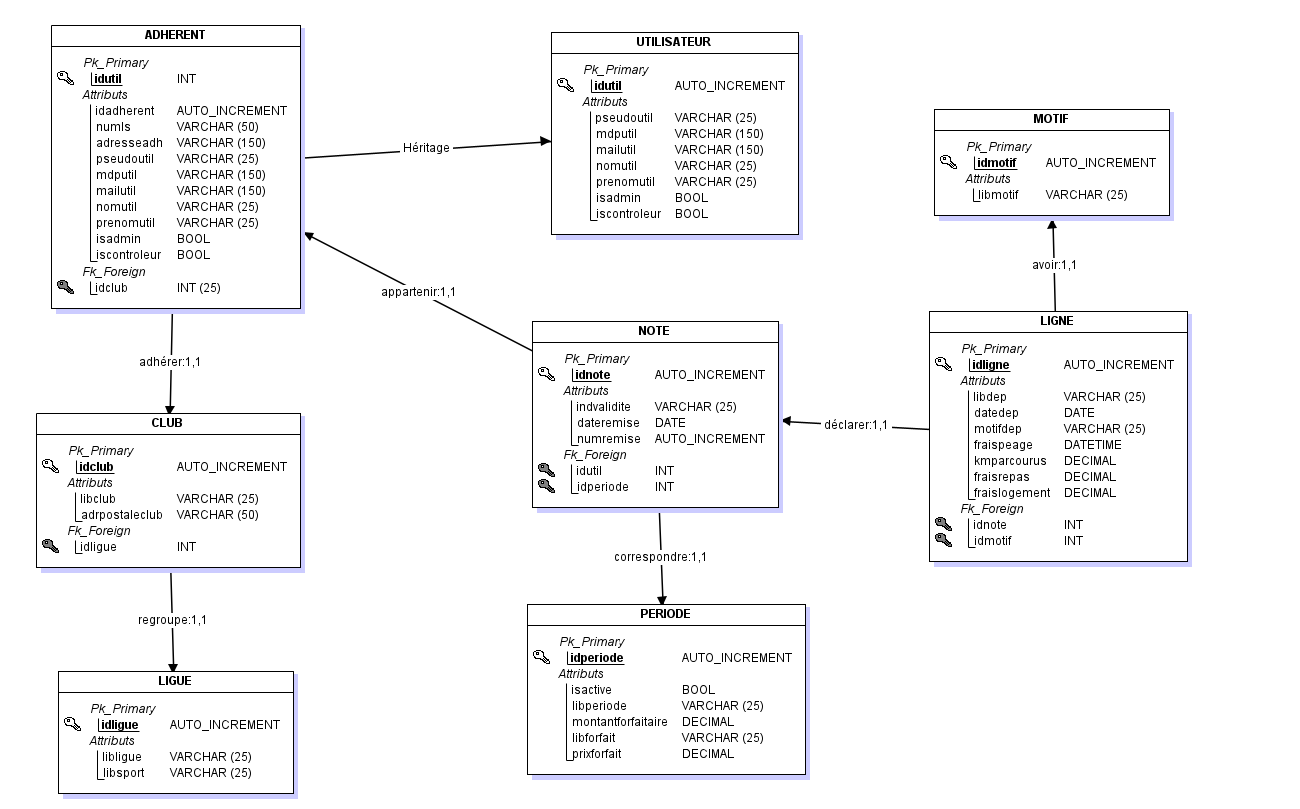 ADHERENT
Pk_Primary
idutil INT
Attributs
idadherent AUTO_INCREMENT
numls VARCHAR (50)
adresseadh VARCHAR (150)
pseudoutil VARCHAR (25)
mdputil VARCHAR (150)
mailutil VARCHAR (150)
nomutil VARCHAR (25)
prenomutil VARCHAR (25)
isadmin BOOL
iscontroleur BOOL
Fk_Foreign
idclub INT (25)
Héritage
UTILISATEUR
Pk_Primary
idutil AUTO_INCREMENT
Attributs
pseudoutil VARCHAR (25)
mdputil VARCHAR (150)
mailutil VARCHAR (150)
nomutil VARCHAR (25)
prenomutil VARCHAR (25)
isadmin BOOL
iscontroleur BOOL
MOTIF
Pk_Primary
idmotif AUTO_INCREMENT
Attributs
libmotif VARCHAR (25)
avoir:1,1
appartenir:1,1
adhérer:1,1
NOTE
Pk_Primary
idnote AUTO_INCREMENT
Attributs
indvalidite VARCHAR (25)
dateremise DATE
numremise AUTO_INCREMENT
Fk_Foreign
idutil INT
idperiode INT
déclarer:1,1
LIGNE
Pk_Primary
idligne AUTO_INCREMENT
Attributs
libdep VARCHAR (25)
datedep DATE
motifdep VARCHAR (25)
fraispeage DATETIME
kmparcourus DECIMAL
fraisrepas DECIMAL
fraislogement DECIMAL
Fk_Foreign
idnote INT
idmotif INT
CLUB
Pk_Primary
idclub AUTO_INCREMENT
Attributs
libclub VARCHAR (25)
adrpostaleclub VARCHAR (50)
Fk_Foreign
idligue INT
correspondre:1,1
regroupe:1,1
PERIODE
Pk_Primary
idperiode AUTO_INCREMENT
Attributs
isactive BOOL
libperiode VARCHAR (25)
montantforfaitaire DECIMAL
libforfait VARCHAR (25)
prixforfait DECIMAL
LIGUE
Pk_Primary
idligue AUTO_INCREMENT
Attributs
libligue VARCHAR (25)
libsport VARCHAR (25)